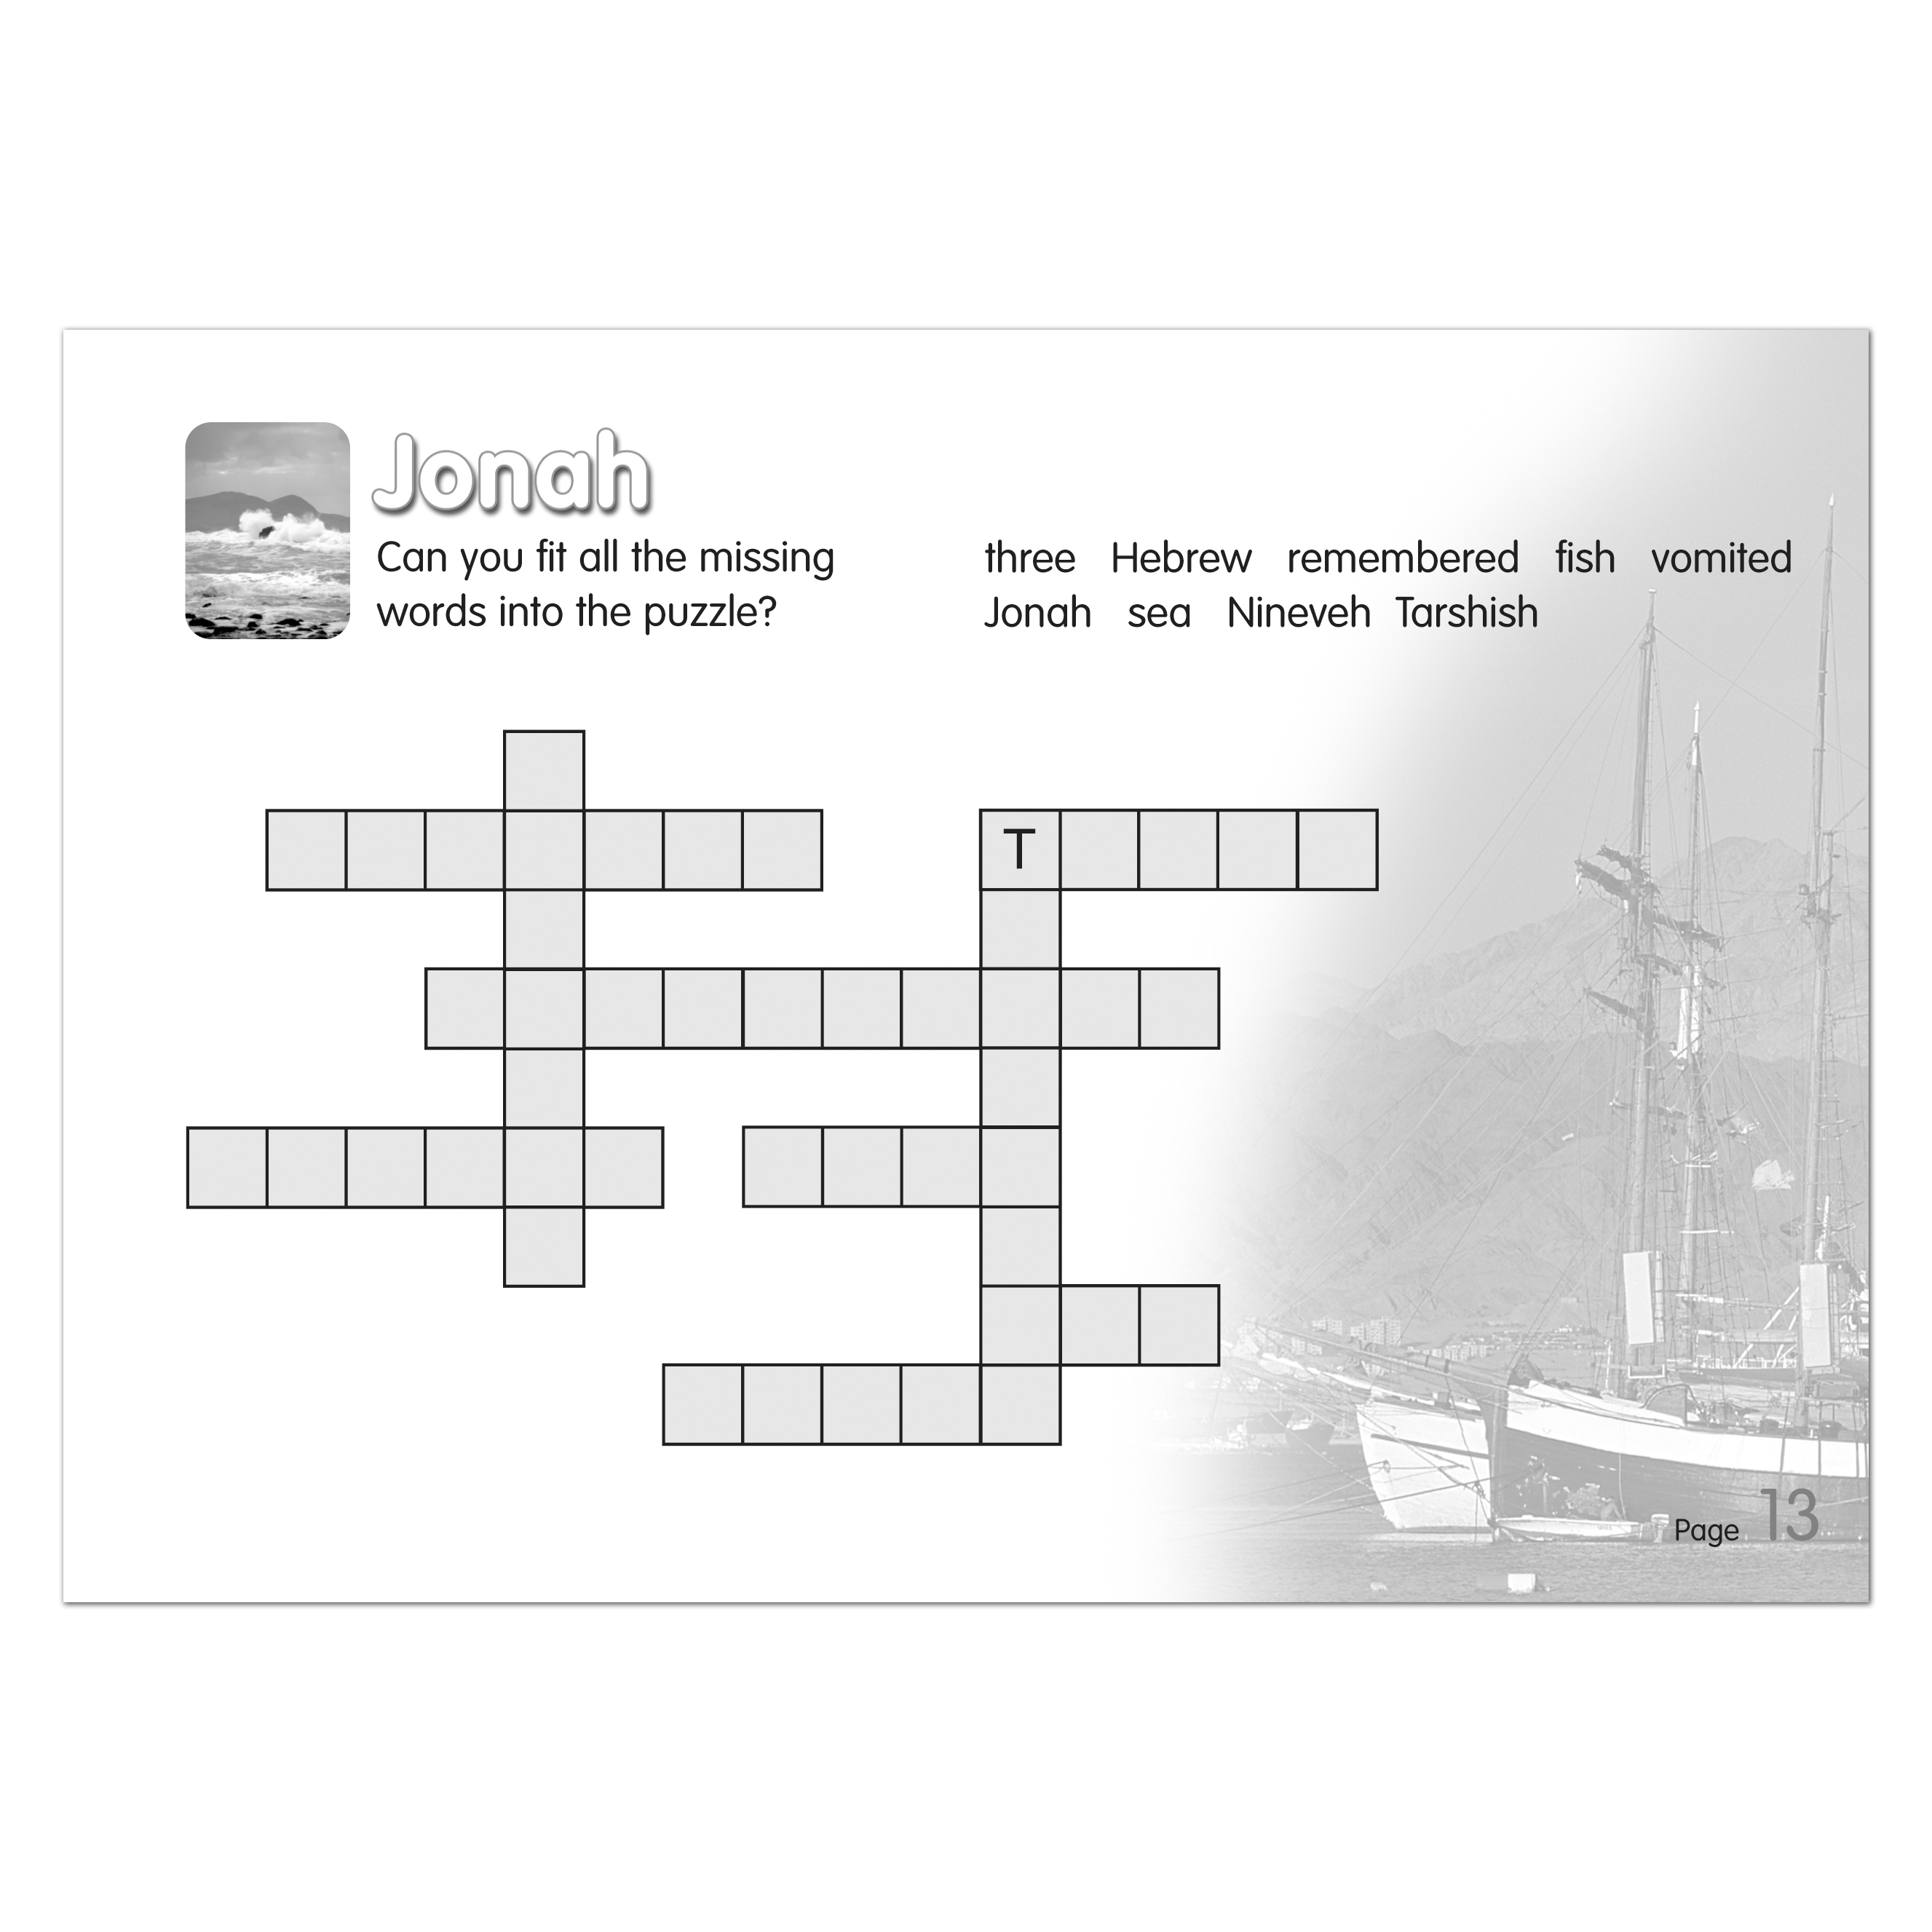 Jonah
Can you fit all the missing
words into the puzzle?
three Hebrew remembered fish vomited
Jonah sea Nineveh Tarshish
T
Page 13